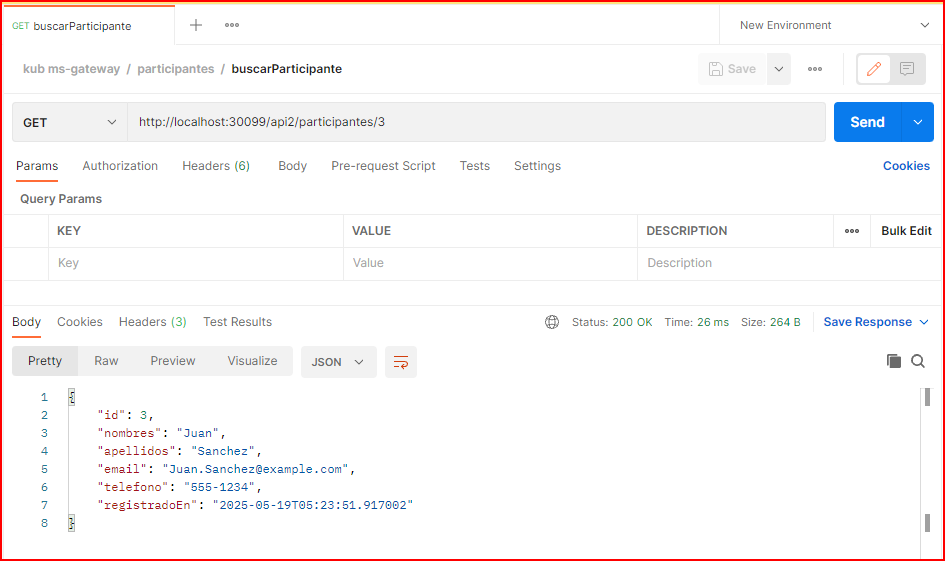 GET buscarParticipante
New Environment
kub ms-gateway / participantes / buscarParticipante
Save
GET http://localhost:30099/api2/participantes/3 Send
Params Authorization Headers (6) Body Pre-request Script Tests Settings Cookies
Query Params
KEY VALUE DESCRIPTION Bulk Edit
Key Value Description
Body Cookies Headers (3) Test Results Status: 200 OK Time: 26 ms Size: 264 B Save Response
Pretty Raw Preview Visualize JSON
1 {
2 "id": 3,
3 "nombres": "Juan",
4 "apellidos": "Sanchez",
5 "email": "Juan.Sanchez@example.com",
6 "telefono": "555-1234",
7 "registradoEn": "2025-05-19T05:23:51.917002"
8 }